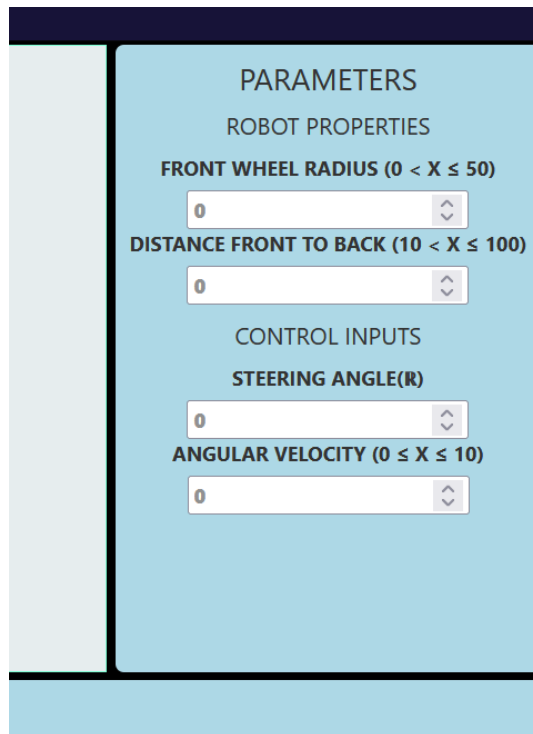 PARAMETERS
ROBOT PROPERTIES
FRONT WHEEL RADIUS (0 < X ≤ 50)
0
DISTANCE FRONT TO BACK (10 < X ≤ 100)
0
CONTROL INPUTS
STEERING ANGLE(ℝ)
0
ANGULAR VELOCITY (0 ≤ X ≤ 10)
0